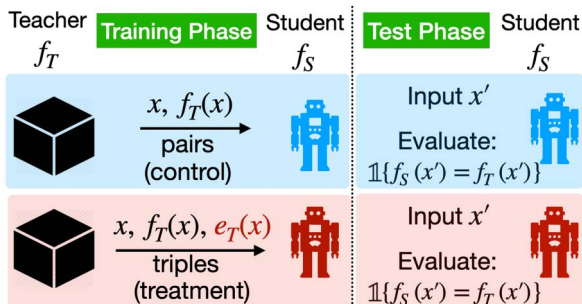 Teacher Training Phase Student Test Phase Student
f_T f_S f_S
x, f_T(x)
pairs
(control)
Input x′
Evaluate:
𝟙{f_S(x′) = f_T(x′)}
x, f_T(x), e_T(x)
triples
(treatment)
Input x′
Evaluate:
𝟙{f_S(x′) = f_T(x′)}